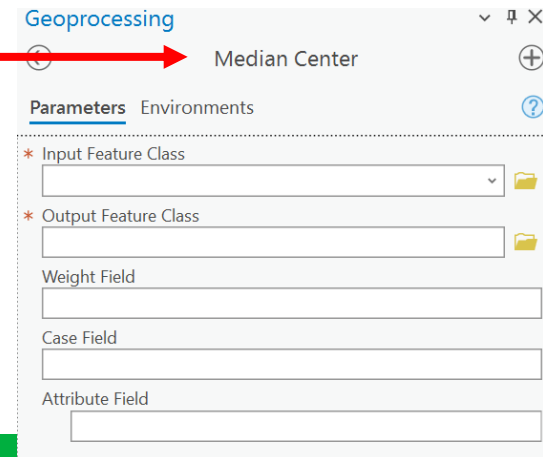 Geoprocessing
Median Center
Parameters Environments
* Input Feature Class
* Output Feature Class
Weight Field
Case Field
Attribute Field